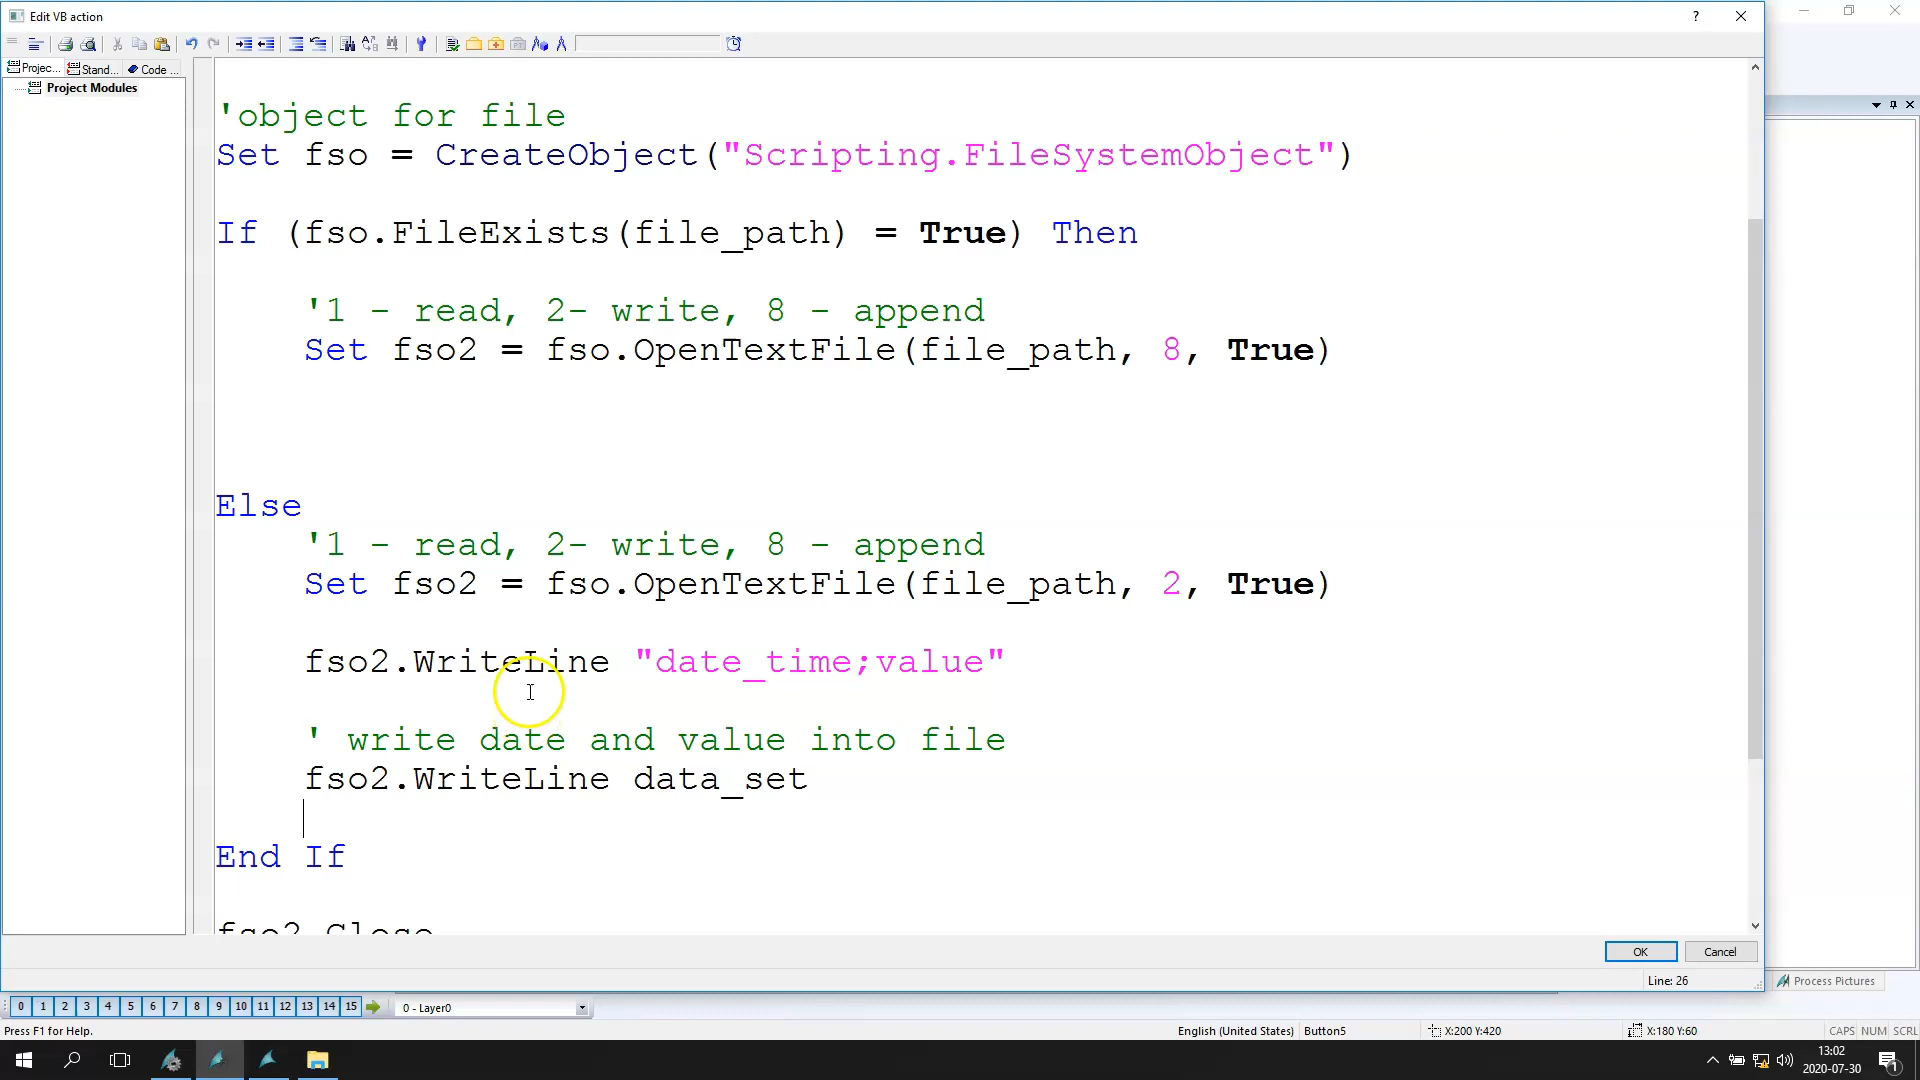 Edit VB action
?
Projec...
Stand...
Code ...
Project Modules
'object for file
Set fso = CreateObject("Scripting.FileSystemObject")
If (fso.FileExists(file_path) = True) Then
'1 - read, 2- write, 8 - append
Set fso2 = fso.OpenTextFile(file_path, 8, True)
Else
'1 - read, 2- write, 8 - append
Set fso2 = fso.OpenTextFile(file_path, 2, True)
fso2.WriteLine "date_time;value"
' write date and value into file
fso2.WriteLine data_set
End If
fso2.Close
OK
Cancel
Line: 26
Process Pictures
0 1 2 3 4 5 6 7 8 9 10 11 12 13 14 15
0 - Layer0
Press F1 for Help.
English (United States)
Button5
X:200 Y:420
X:180 Y:60
CAPS NUM SCRL
13:02
2020-07-30
1